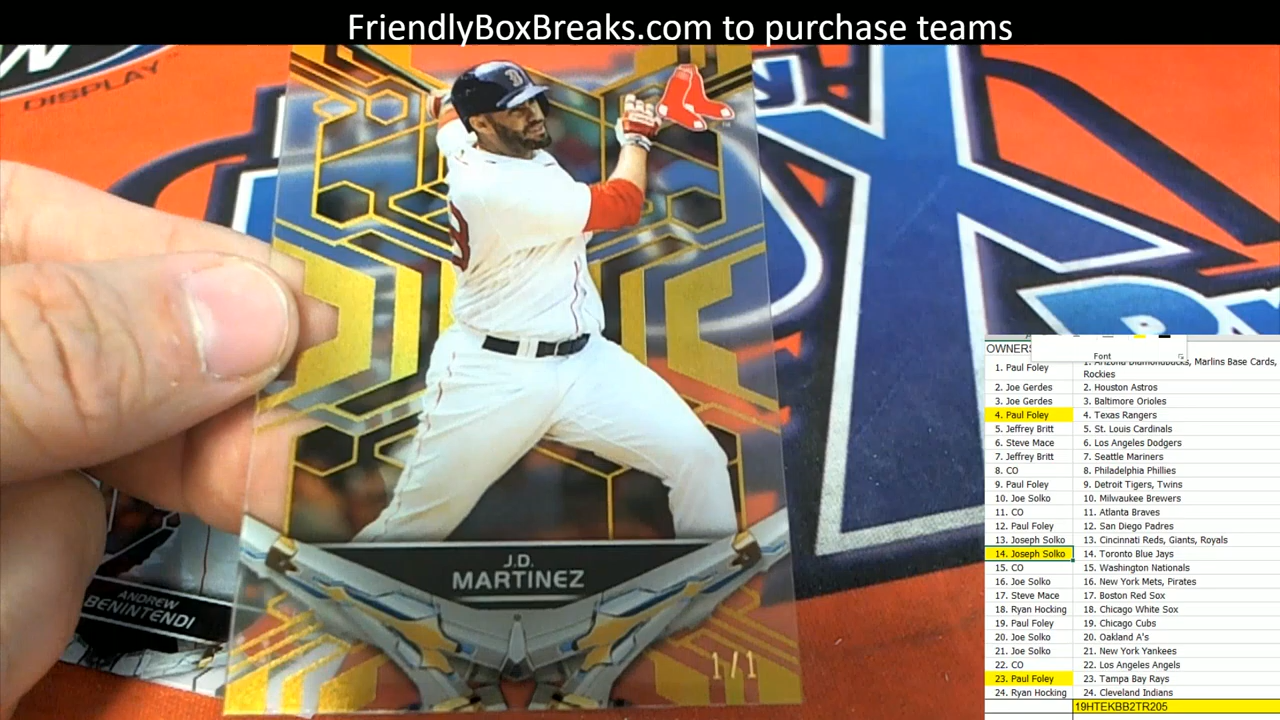 FriendlyBoxBreaks.com to purchase teams
DISPLAY
B
J.D.
MARTINEZ
1/1
ANDREW
BENINTENDI
OWNERS
Font
1. Paul Foley 1. Arizona Diamondbacks, Marlins Base Cards,
Rockies
2. Joe Gerdes 2. Houston Astros
3. Joe Gerdes 3. Baltimore Orioles
4. Paul Foley 4. Texas Rangers
5. Jeffrey Britt 5. St. Louis Cardinals
6. Steve Mace 6. Los Angeles Dodgers
7. Jeffrey Britt 7. Seattle Mariners
8. CO 8. Philadelphia Phillies
9. Paul Foley 9. Detroit Tigers, Twins
10. Joe Solko 10. Milwaukee Brewers
11. CO 11. Atlanta Braves
12. Paul Foley 12. San Diego Padres
13. Joseph Solko 13. Cincinnati Reds, Giants, Royals
14. Joseph Solko 14. Toronto Blue Jays
15. CO 15. Washington Nationals
16. Joe Solko 16. New York Mets, Pirates
17. Steve Mace 17. Boston Red Sox
18. Ryan Hocking 18. Chicago White Sox
19. Paul Foley 19. Chicago Cubs
20. Joe Solko 20. Oakland A's
21. Joe Solko 21. New York Yankees
22. CO 22. Los Angeles Angels
23. Paul Foley 23. Tampa Bay Rays
24. Ryan Hocking 24. Cleveland Indians
19HTEKBB2TR205